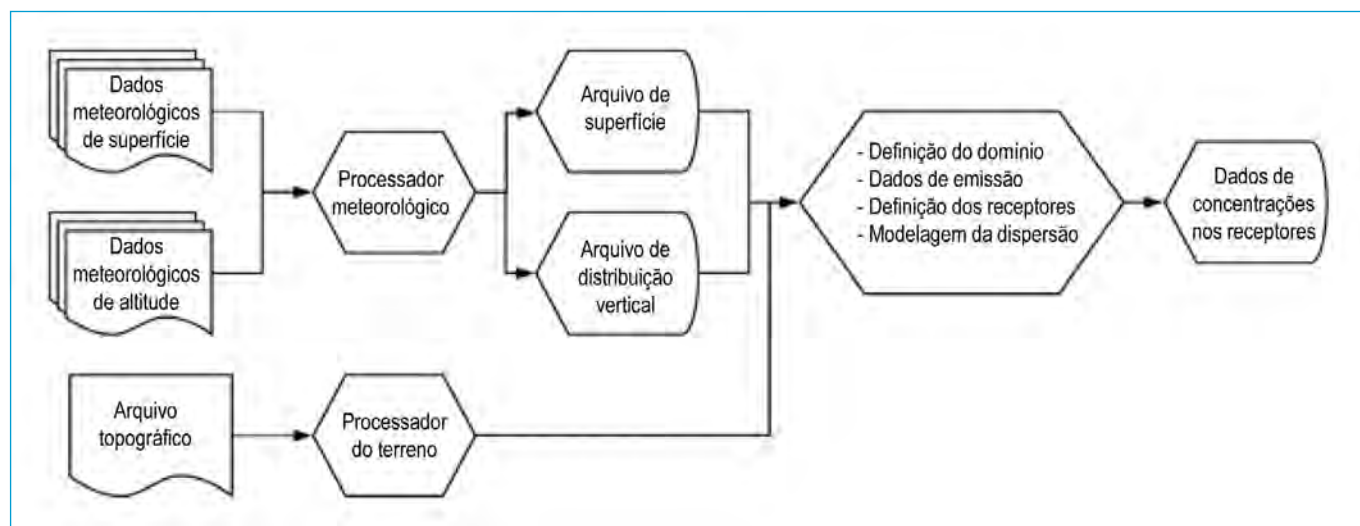 Dados
meteorológicos
de superfície
Dados
meteorológicos
de altitude
Processador
meteorológico
Arquivo de
superfície
Arquivo de
distribuição
vertical
Arquivo
topográfico
Processador
do terreno
- Definição do domínio
- Dados de emissão
- Definição dos receptores
- Modelagem da dispersão
Dados de
concentrações
nos receptores